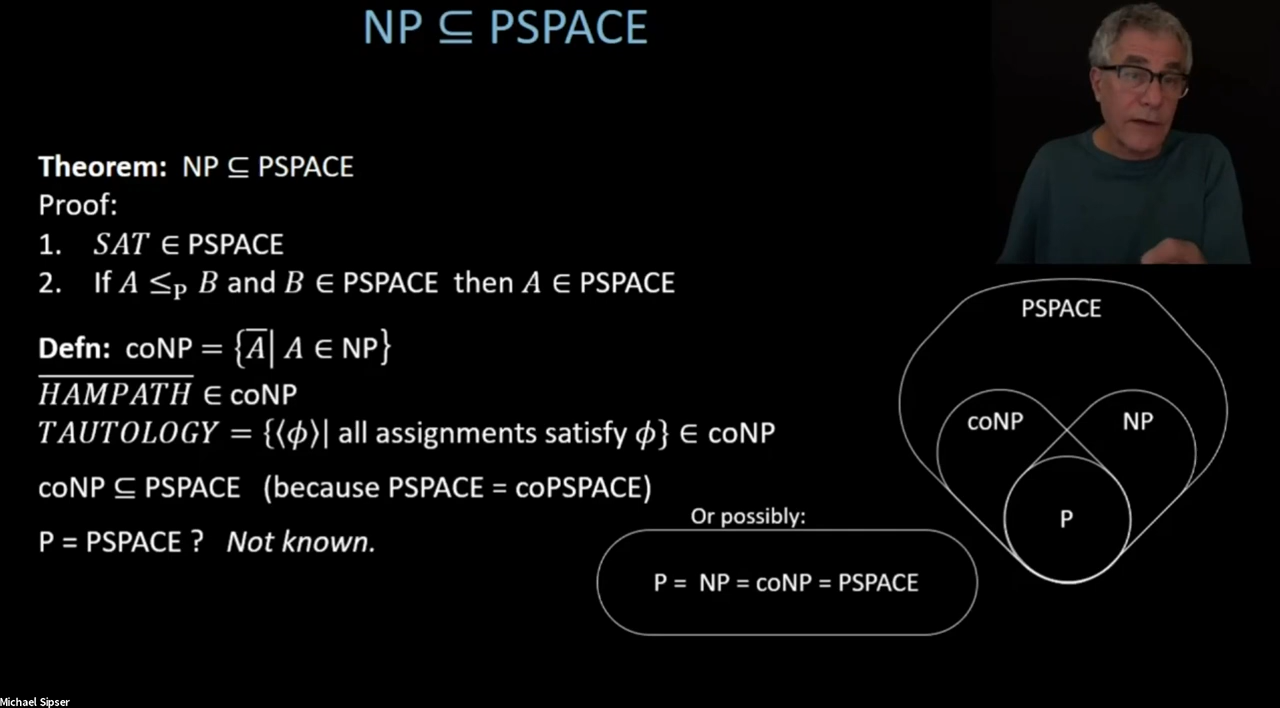 NP ⊆ PSPACE
Theorem: NP ⊆ PSPACE
Proof:
1. 𝑆𝐴𝑇 ∈ PSPACE
2. If 𝐴 ≤ₚ 𝐵 and 𝐵 ∈ PSPACE then 𝐴 ∈ PSPACE
Defn: coNP = {A̅| 𝐴 ∈ NP}
H̅A̅M̅P̅A̅T̅H̅ ∈ coNP
𝑇𝐴𝑈𝑇𝑂𝐿𝑂𝐺𝑌 = {⟨𝜙⟩| all assignments satisfy 𝜙} ∈ coNP
coNP ⊆ PSPACE (because PSPACE = coPSPACE)
P = PSPACE ? Not known.
PSPACE
coNP
NP
P
Or possibly:
P = NP = coNP = PSPACE
Michael Sipser